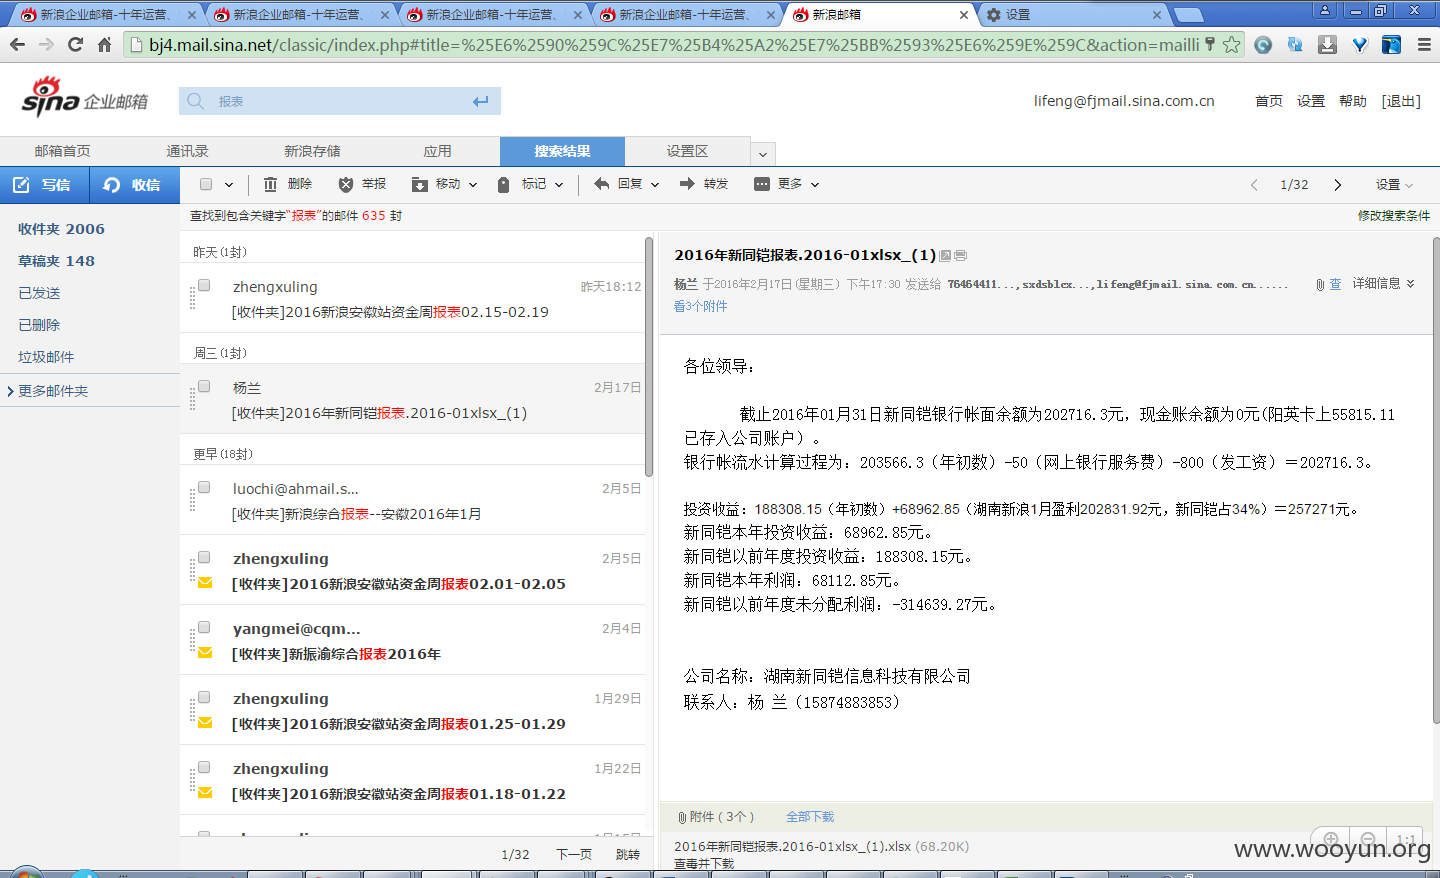 新浪企业邮箱-十年运营、
新浪企业邮箱-十年运营、
新浪企业邮箱-十年运营、
新浪企业邮箱-十年运营、
新浪邮箱
设置
bj4.mail.sina.net/classic/index.php#title=%25E6%2590%259C%25E7%25B4%25A2%25E7%25BB%2593%25E6%259E%259C&action=mailli
sina 企业邮箱
报表
lifeng@fjmail.sina.com.cn
首页 设置 帮助 [退出]
邮箱首页 通讯录 新浪存储 应用 搜索结果 设置区
写信 收信
删除 举报 移动 标记 回复 转发 更多
1/32
设置
查找到包含关键字“报表”的邮件 635 封
修改搜索条件
收件夹 2006
草稿夹 148
已发送
已删除
垃圾邮件
更多邮件夹
昨天(1封)
zhengxuling 昨天18:12
[收件夹]2016新浪安徽站资金周报表02.15-02.19
周三(1封)
杨兰 2月17日
[收件夹]2016年新同铠报表.2016-01xlsx_(1)
更早(18封)
luochi@ahmail.s... 2月5日
[收件夹]新浪综合报表--安徽2016年1月
zhengxuling 2月5日
[收件夹]2016新浪安徽站资金周报表02.01-02.05
yangmei@cqm... 2月4日
[收件夹]新振渝综合报表2016年
zhengxuling 1月29日
[收件夹]2016新浪安徽站资金周报表01.25-01.29
zhengxuling 1月22日
[收件夹]2016新浪安徽站资金周报表01.18-01.22
1/32 下一页 跳转
2016年新同铠报表.2016-01xlsx_(1)
杨兰 于2016年2月17日(星期三) 下午17:30 发送给 76464411...,sxdsblcx...,lifeng@fjmail.sina.com.cn......
查看3个附件
详细信息
各位领导：
截止2016年01月31日新同铠银行帐面余额为202716.3元，现金账余额为0元(阳英卡上55815.11
已存入公司账户）。
银行帐流水计算过程为：203566.3（年初数）-50（网上银行服务费）-800（发工资）＝202716.3。
投资收益：188308.15（年初数）+68962.85（湖南新浪1月盈利202831.92元，新同铠占34%）＝257271元。
新同铠本年投资收益：68962.85元。
新同铠以前年度投资收益：188308.15元。
新同铠本年利润：68112.85元。
新同铠以前年度未分配利润：-314639.27元。
公司名称：湖南新同铠信息科技有限公司
联系人：杨 兰（15874883853）
附件（3个） 全部下载
2016年新同铠报表.2016-01xlsx_(1).xlsx (68.20K)
查毒并下载
1:1
www.wooyun.org